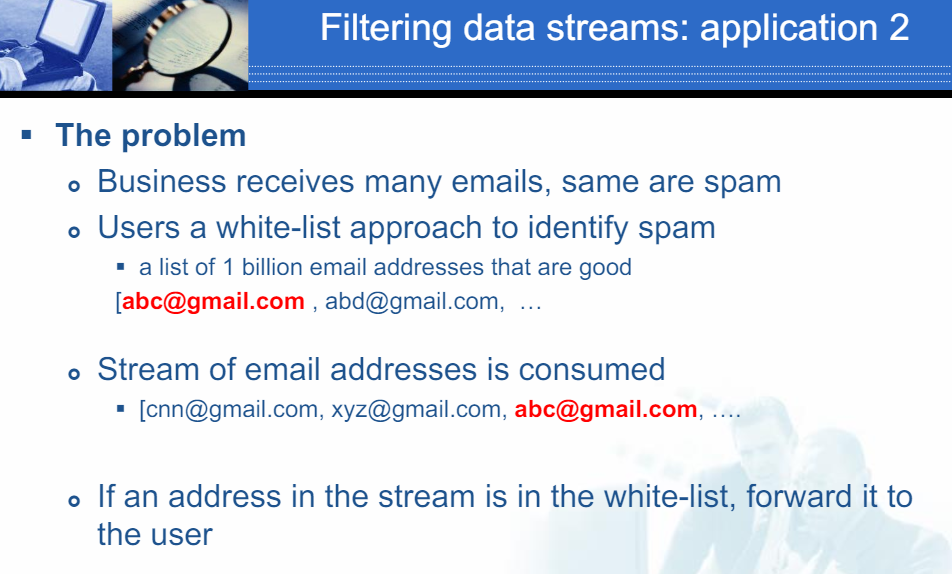 Filtering data streams: application 2
The problem
Business receives many emails, same are spam
Users a white-list approach to identify spam
a list of 1 billion email addresses that are good
[abc@gmail.com , abd@gmail.com, …
Stream of email addresses is consumed
[cnn@gmail.com, xyz@gmail.com, abc@gmail.com, ….
If an address in the stream is in the white-list, forward it to
the user